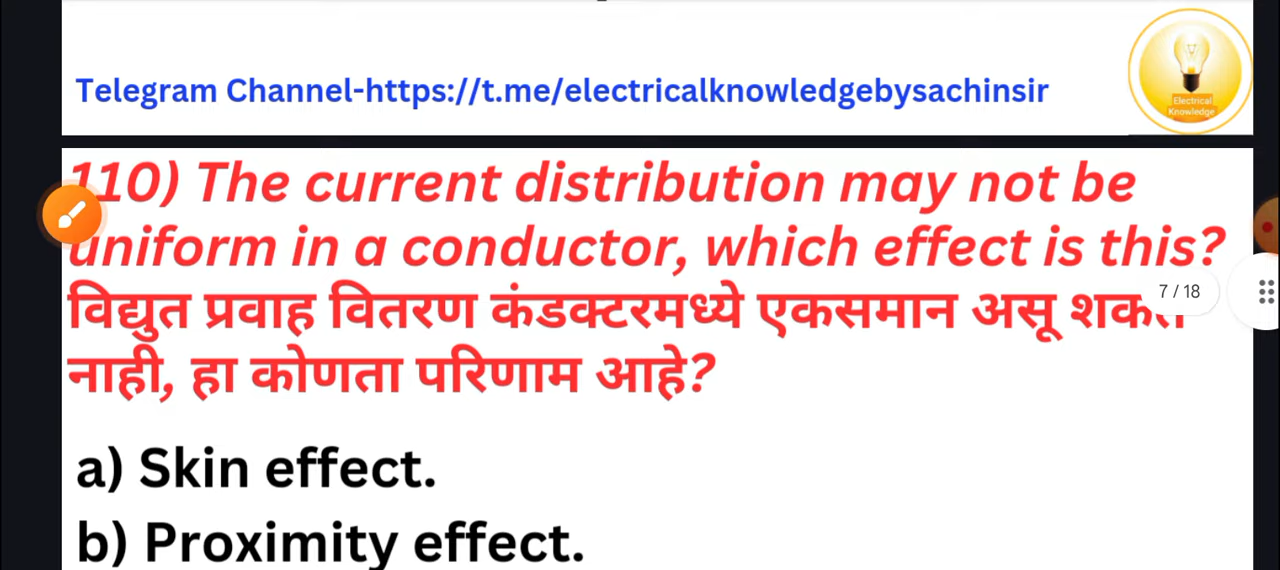 Telegram Channel-https://t.me/electricalknowledgebysachinsir
Electrical
Knowledge
110) The current distribution may not be
uniform in a conductor, which effect is this?
विद्युत प्रवाह वितरण कंडक्टरमध्ये एकसमान असू शकत
7 / 18
नाही, हा कोणता परिणाम आहे?
a) Skin effect.
b) Proximity effect.